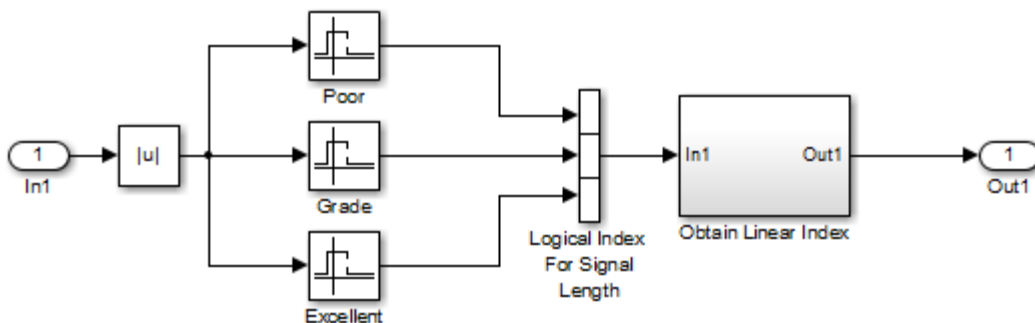 Poor
1
In1
|u|
Grade
In1
Out1
1
Out1
Logical Index
For Signal
Length
Obtain Linear Index
Excellent